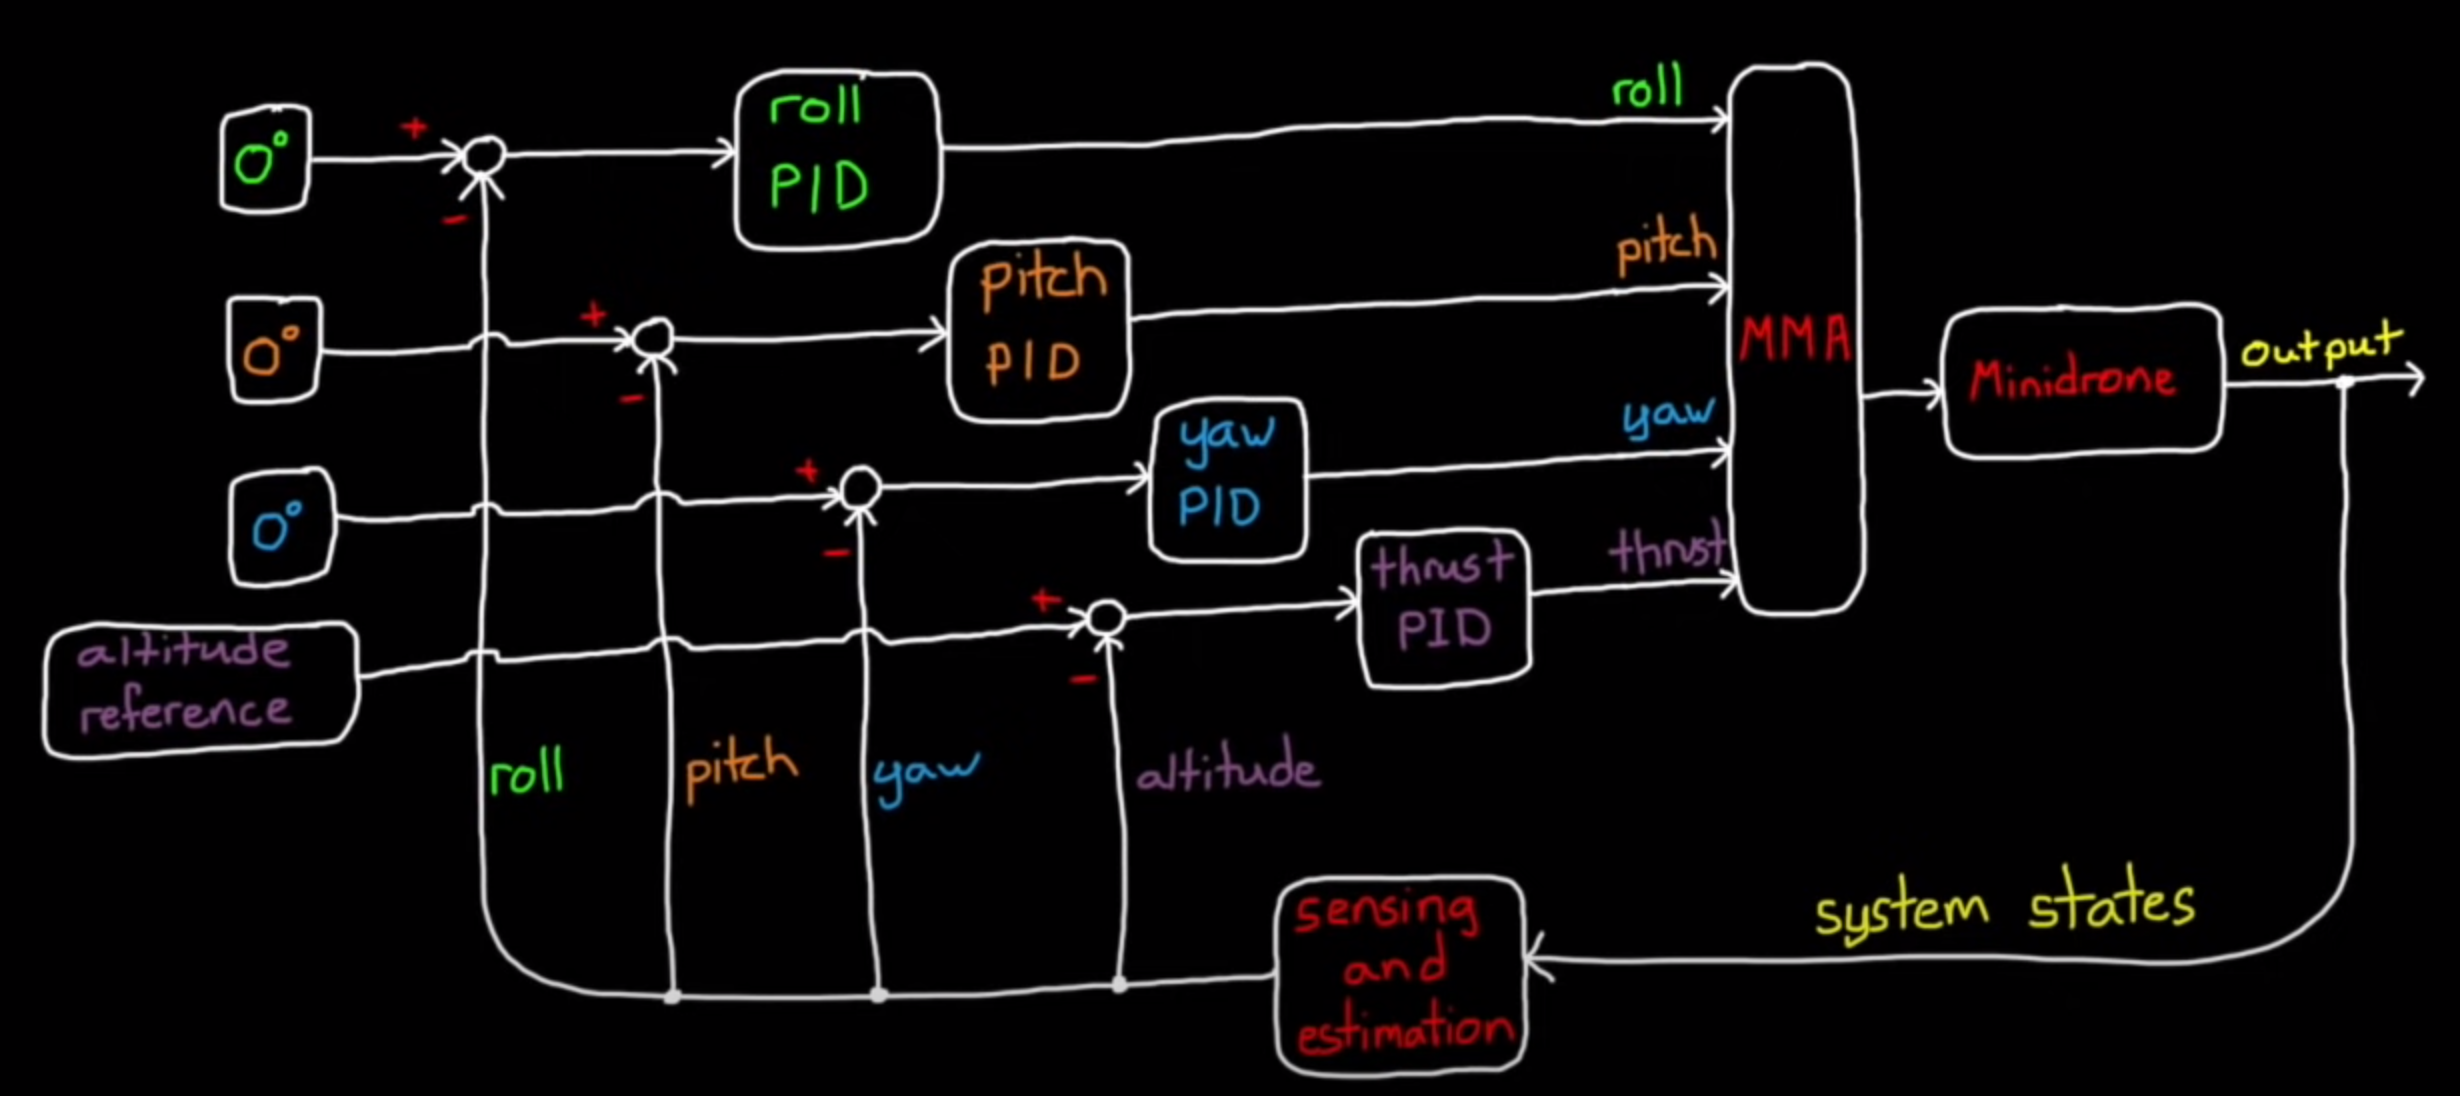 roll
roll
PID
0°
+
-
pitch
pitch
PID
0°
+
-
MMA
Minidrone
output
yaw
yaw
PID
0°
+
-
thrust
thrust
PID
altitude
reference
+
-
roll
pitch
yaw
altitude
sensing
and
estimation
system states